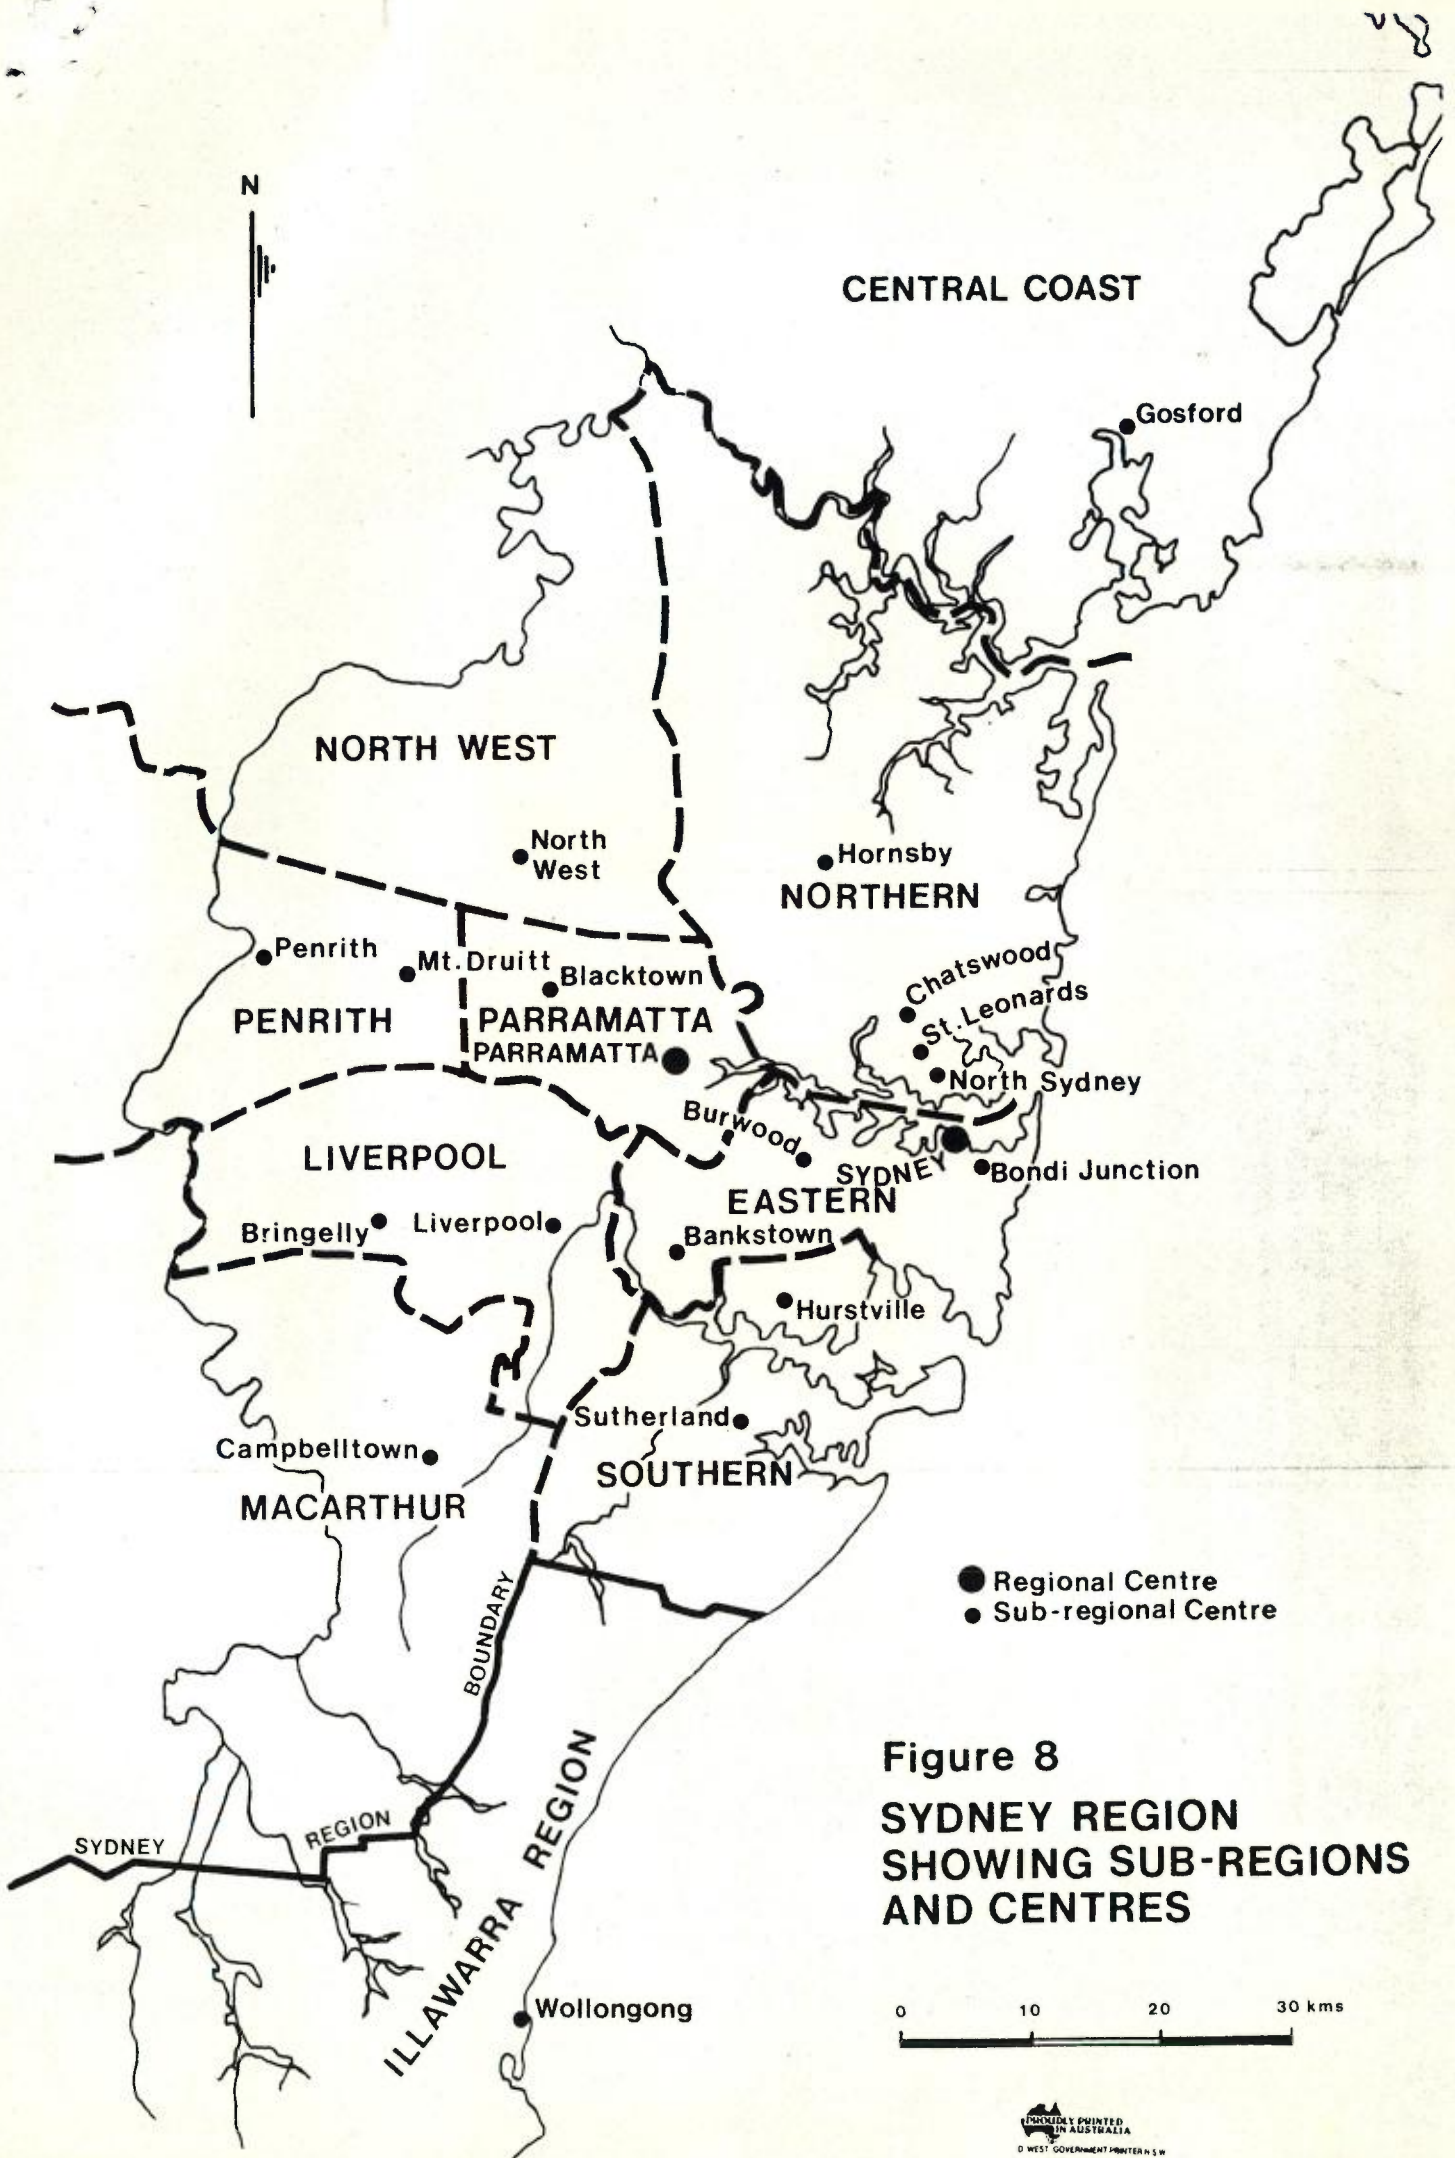 N
CENTRAL COAST
Gosford
NORTH WEST
North
West
Hornsby
NORTHERN
Penrith
Mt. Druitt
Blacktown
Chatswood
St. Leonards
PENRITH
PARRAMATTA
PARRAMATTA
North Sydney
Burwood
LIVERPOOL
SYDNEY
Bondi Junction
EASTERN
Bringelly
Liverpool
Bankstown
Hurstville
Sutherland
Campbelltown
SOUTHERN
MACARTHUR
Regional Centre
Sub-regional Centre
BOUNDARY
REGION
SYDNEY
ILLAWARRA REGION
Figure 8
SYDNEY REGION
SHOWING SUB-REGIONS
AND CENTRES
Wollongong
0 10 20 30 kms
PROUDLY PRINTED
IN AUSTRALIA
D WEST GOVERNMENT PRINTER N S W